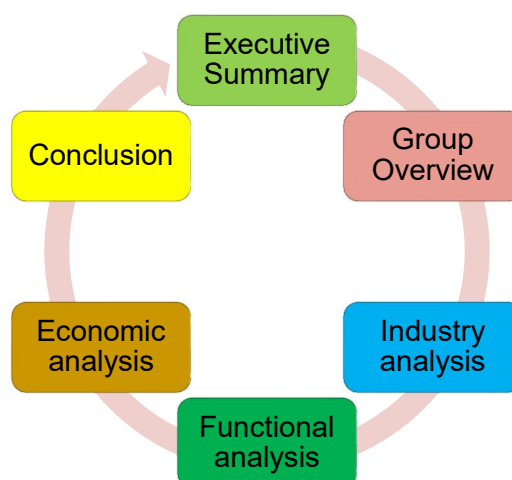 Executive
Summary
Group
Overview
Industry
analysis
Functional
analysis
Economic
analysis
Conclusion